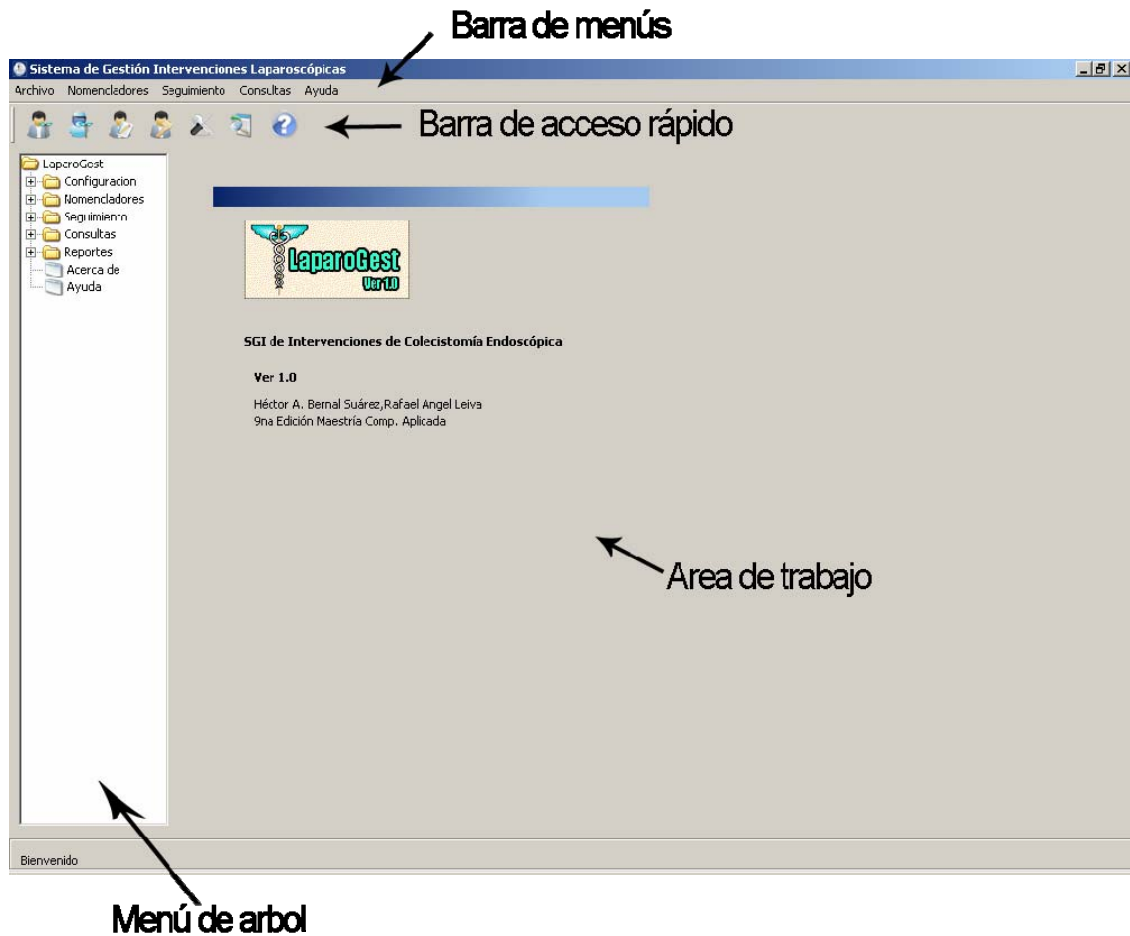 Barra de menús
Sistema de Gestión Intervenciones Laparoscópicas
Archivo Nomencladores Seguimiento Consultas Ayuda
Barra de acceso rápido
LaparoGest
Configuracion
Nomencladores
Seguimiento
Consultas
Reportes
Acerca de
Ayuda
LaparoGest
Ver 1.0
SGI de Intervenciones de Colecistomía Endoscópica
Ver 1.0
Héctor A. Bernal Suárez,Rafael Angel Leiva
9na Edición Maestría Comp. Aplicada
Area de trabajo
Bienvenido
Menú de arbol